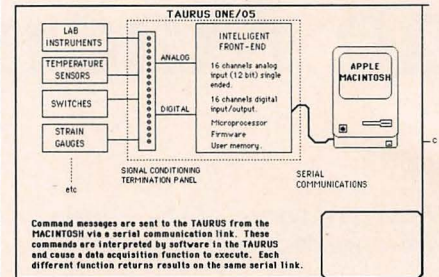 TAURUS ONE/05
LAB
INSTRUMENTS
TEMPERATURE
SENSORS
SWITCHES
STRAIN
GAUGES
etc
ANALOG
DIGITAL
SIGNAL CONDITIONING
TERMINATION PANEL
INTELLIGENT
FRONT-END
16 channels analog
input (12 bit) single
ended.
16 channels digital
input/output.
Microprocessor
Firmware
User memory.
APPLE
MACINTOSH
SERIAL
COMMUNICATIONS
C
Command messages are sent to the TAURUS from the
MACINTOSH via a serial communication link. These
commands are interpreted by software in the TAURUS
and cause a data acquisition function to execute. Each
different function returns results on the same serial link.